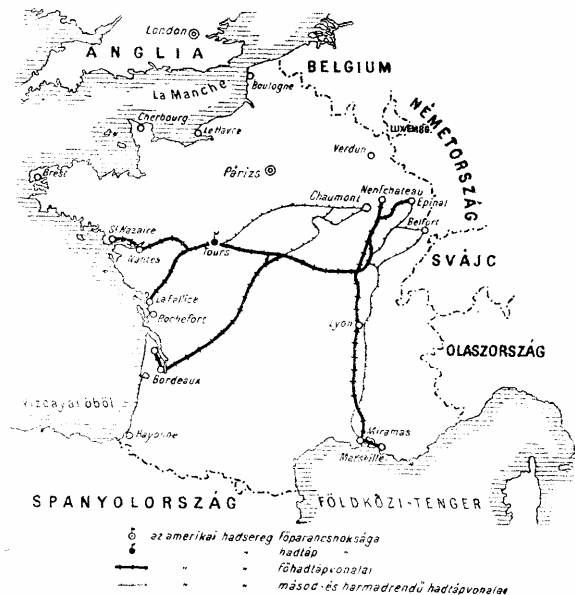 London
ANGLIA
BELGIUM
La Manche
Boulogne
NÉMETORSZÁG
LUXEMBG.
Cherbourg
Le Havre
Verdun
Brest
Párizs
Chaumont
Neufchateau
Epinal
Belfort
St Nazaire
Nantes
Tours
SVÁJC
La Fallice
Rochefort
Lyon
OLASZORSZÁG
Bordeaux
Vizcayai öböl
Bayonne
Miramas
Marseille
SPANYOLORSZÁG
FÖLDKÖZI-TENGER
az amerikai hadsereg főparancsnoksága
" " hadtáp "
" " főhadtápvonalai
" " másod-és harmadrendű hadtápvonalai